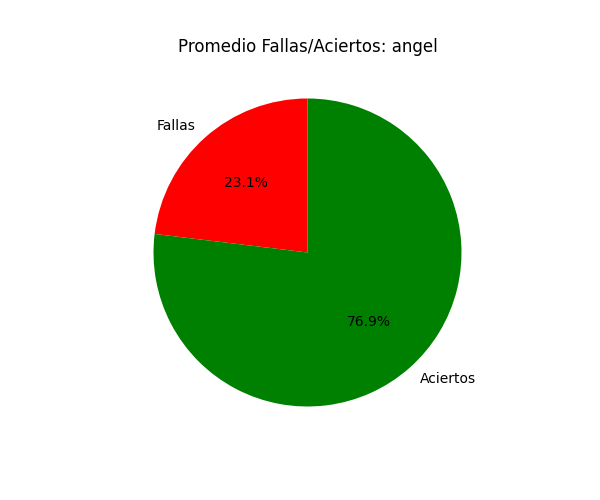 Promedio Fallas/Aciertos: angel
Fallas
23.1%
76.9%
Aciertos